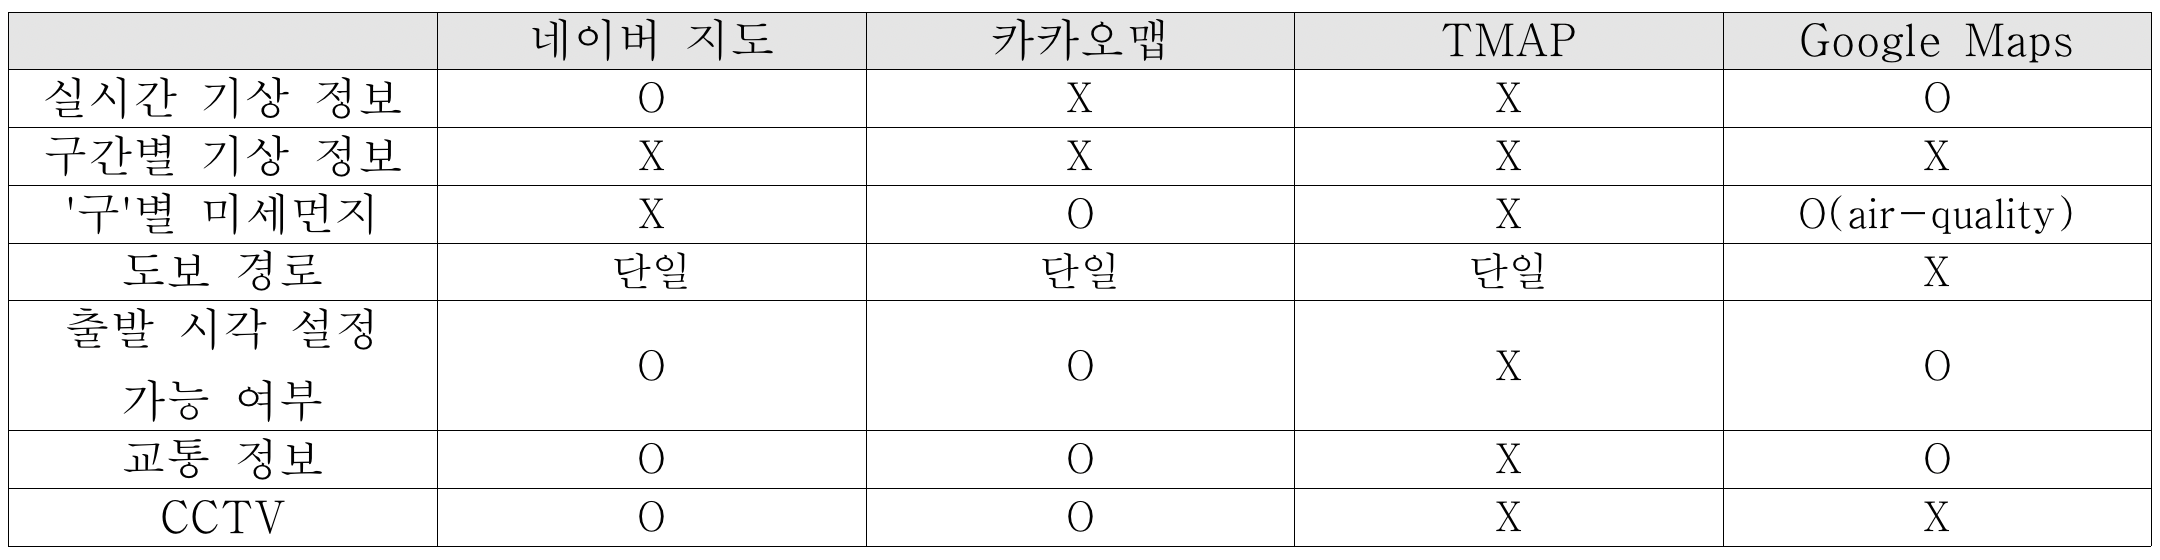 네이버 지도 카카오맵 TMAP Google Maps
실시간 기상 정보 O X X O
구간별 기상 정보 X X X X
'구'별 미세먼지 X O X O(air-quality)
도보 경로 단일 단일 단일 X
출발 시각 설정
가능 여부 O O X O
교통 정보 O O X O
CCTV O O X X